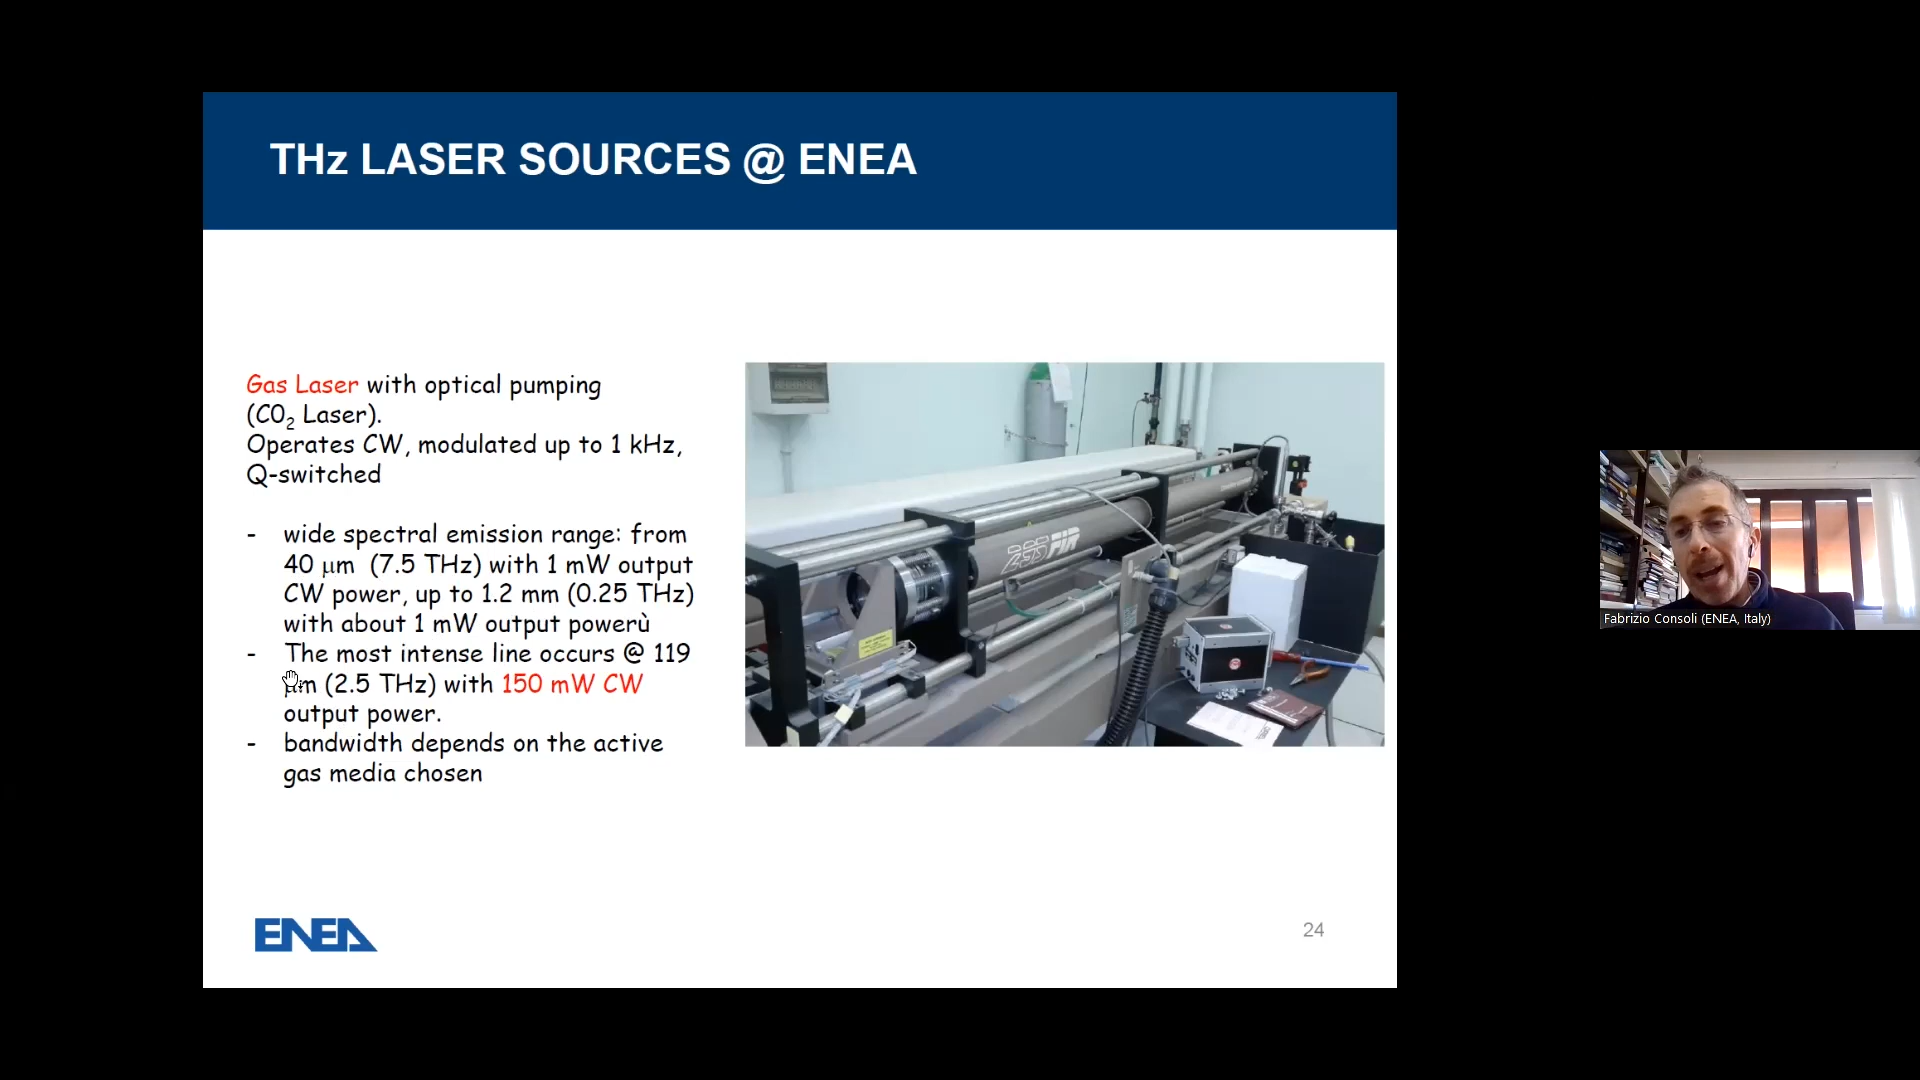 THz LASER SOURCES @ ENEA
Gas Laser with optical pumping
(CO₂ Laser).
Operates CW, modulated up to 1 kHz,
Q-switched
- wide spectral emission range: from
40 μm (7.5 THz) with 1 mW output
CW power, up to 1.2 mm (0.25 THz)
with about 1 mW output powerù
- The most intense line occurs @ 119
μm (2.5 THz) with 150 mW CW
output power.
- bandwidth depends on the active
gas media chosen
FIR
ENEA
24
Fabrizio Consoli (ENEA, Italy)